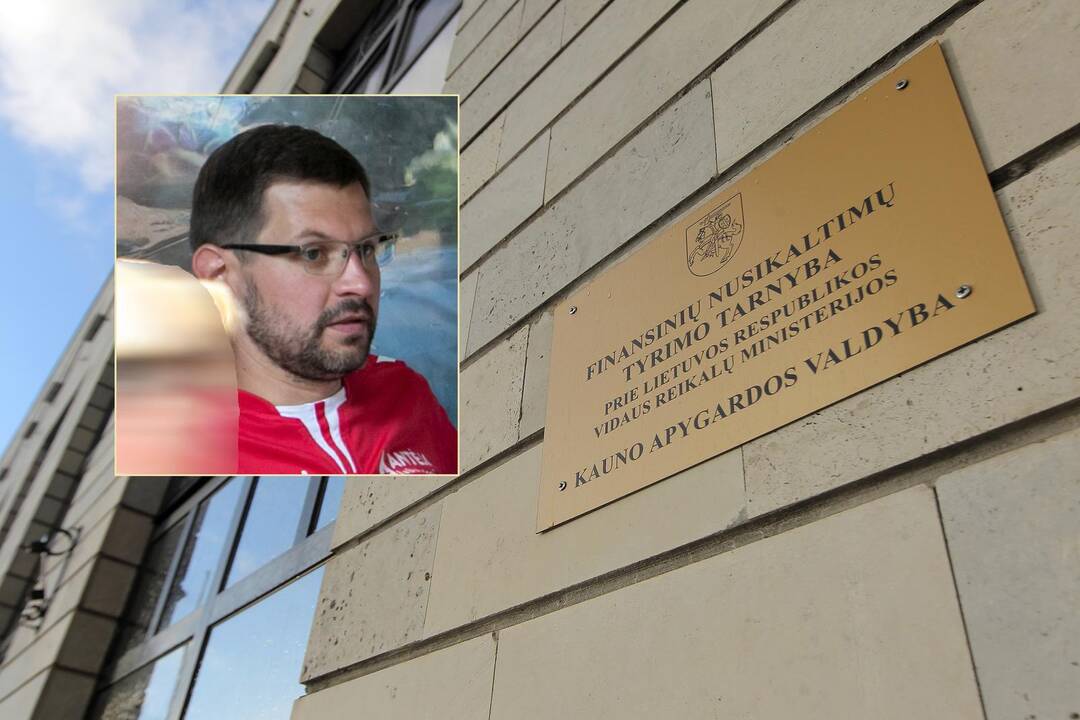 FINANSINIŲ NUSIKALTIMŲ
TYRIMO TARNYBA
PRIE LIETUVOS RESPUBLIKOS
VIDAUS REIKALŲ MINISTERIJOS
KAUNO APYGARDOS VALDYBA